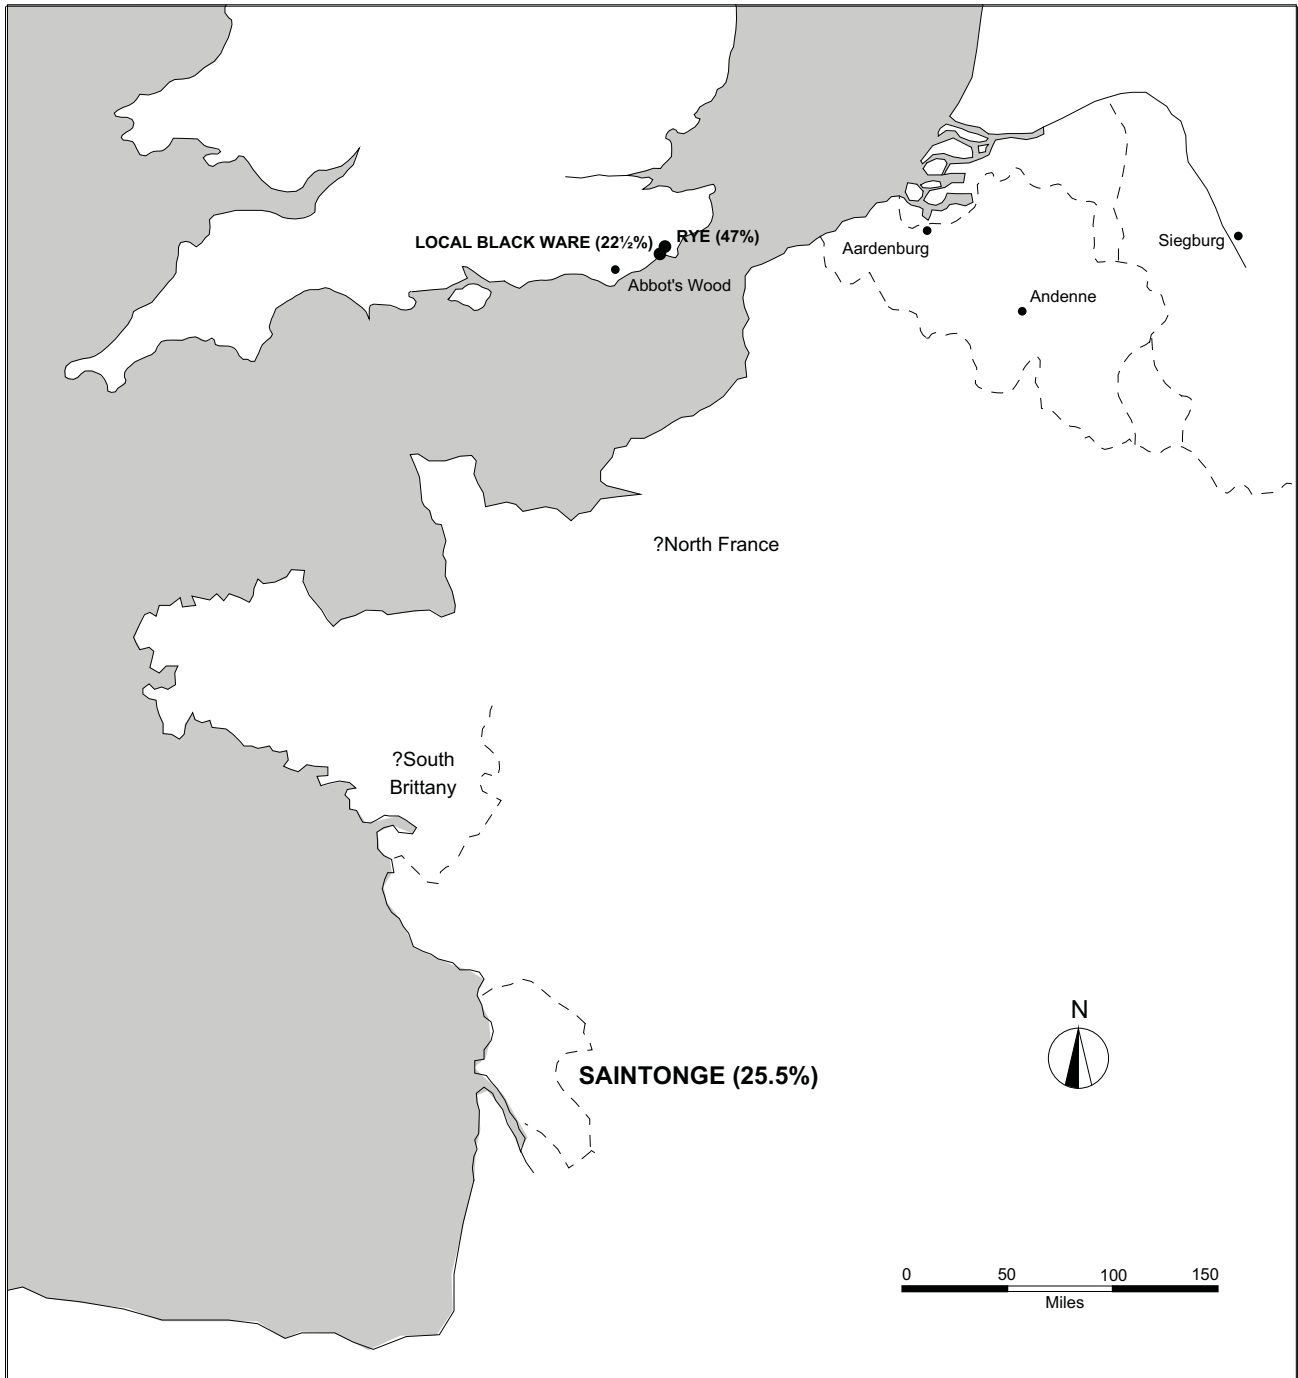 LOCAL BLACK WARE (22½%)
RYE (47%)
Abbot's Wood
Aardenburg
Siegburg
Andenne
?North France
?South
Brittany
N
SAINTONGE (25.5%)
0 50 100 150
Miles